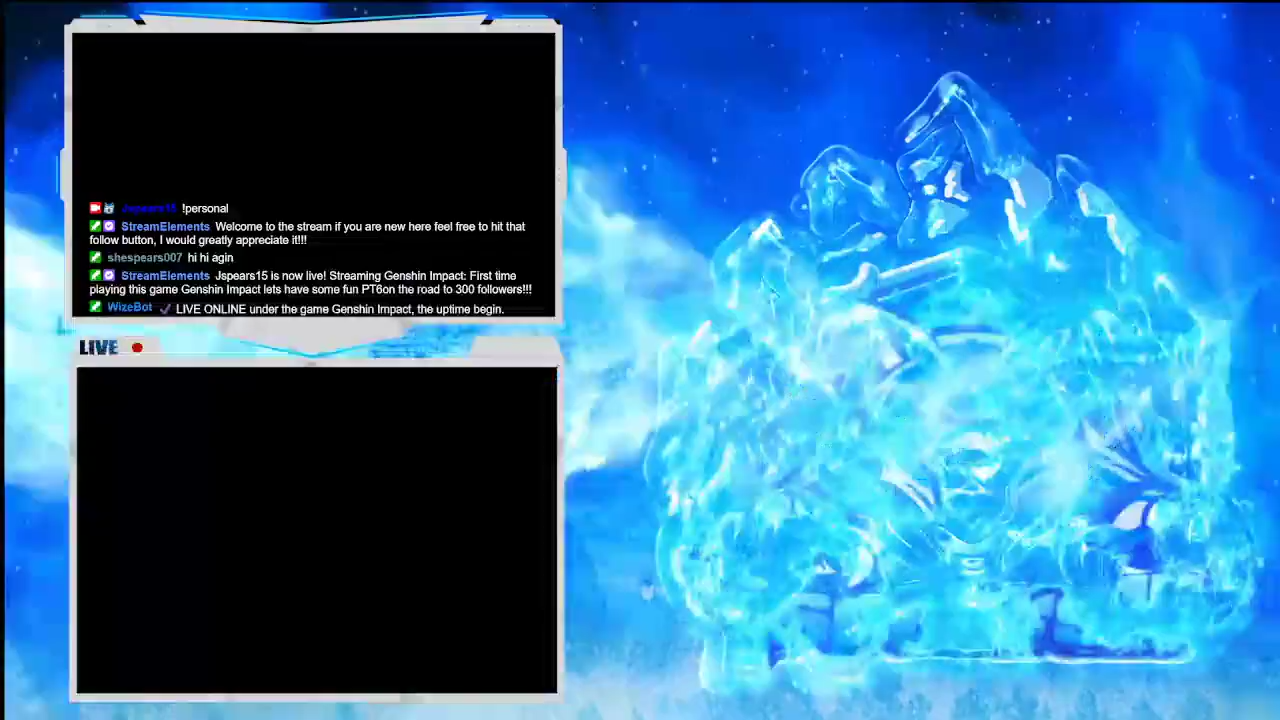 Jspears15 !personal
StreamElements Welcome to the stream if you are new here feel free to hit that
follow button, I would greatly appreciate it!!!
shespears007 hi hi agin
StreamElements Jspears15 is now live! Streaming Genshin Impact: First time
playing this game Genshin Impact lets have some fun PT6on the road to 300 followers!!!
WizeBot ✓ LIVE ONLINE under the game Genshin Impact, the uptime begin.
LIVE